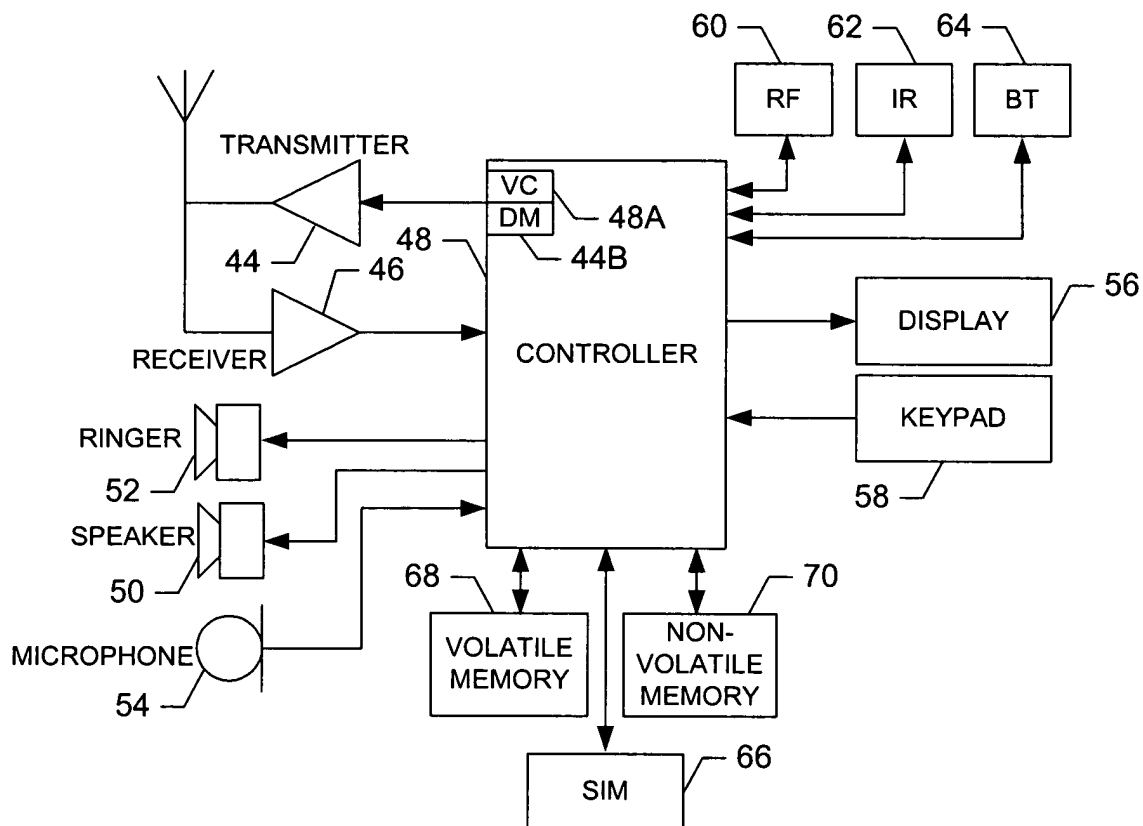 60
62
64
RF
IR
BT
TRANSMITTER
VC
DM
48A
44B
44
48
46
RECEIVER
CONTROLLER
56
DISPLAY
KEYPAD
58
RINGER
52
SPEAKER
50
MICROPHONE
54
68
VOLATILE
MEMORY
70
NON-
VOLATILE
MEMORY
SIM
66